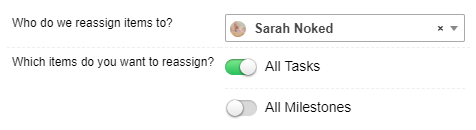 Who do we reassign items to?
Sarah Noked
Which items do you want to reassign?
All Tasks
All Milestones